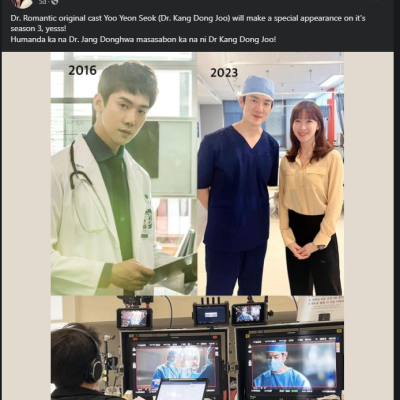 5d
Dr. Romantic original cast Yoo Yeon Seok (Dr. Kang Dong Joo) will make a special appearance on it's
season 3, yesss!
Humanda ka na Dr. Jang Donghwa masasabon ka na ni Dr Kang Dong Joo!
2016
2023